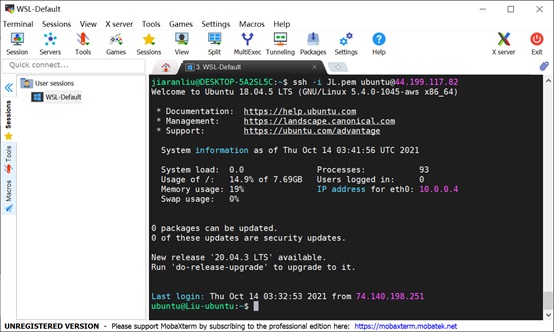 WSL-Default
Terminal Sessions View X server Tools Games Settings Macros Help
Session Servers Tools Games Sessions View Split MultiExec Tunneling Packages Settings Help X server Exit
Quick connect...
3. WSL-Default
User sessions
WSL-Default
Sessions
Tools
Macros
jiaranliu@DESKTOP-5A25L5C:~$ ssh -i JL.pem ubuntu@44.199.117.82
Welcome to Ubuntu 18.04.5 LTS (GNU/Linux 5.4.0-1045-aws x86_64)
* Documentation: https://help.ubuntu.com
* Management: https://landscape.canonical.com
* Support: https://ubuntu.com/advantage
System information as of Thu Oct 14 03:41:56 UTC 2021
System load: 0.0 Processes: 93
Usage of /: 14.9% of 7.69GB Users logged in: 0
Memory usage: 19% IP address for eth0: 10.0.0.4
Swap usage: 0%
0 packages can be updated.
0 of these updates are security updates.
New release '20.04.3 LTS' available.
Run 'do-release-upgrade' to upgrade to it.
Last login: Thu Oct 14 03:32:53 2021 from 74.140.198.251
ubuntu@Liu-ubuntu:~$
UNREGISTERED VERSION - Please support MobaXterm by subscribing to the professional edition here: https://mobaxterm.mobatek.net